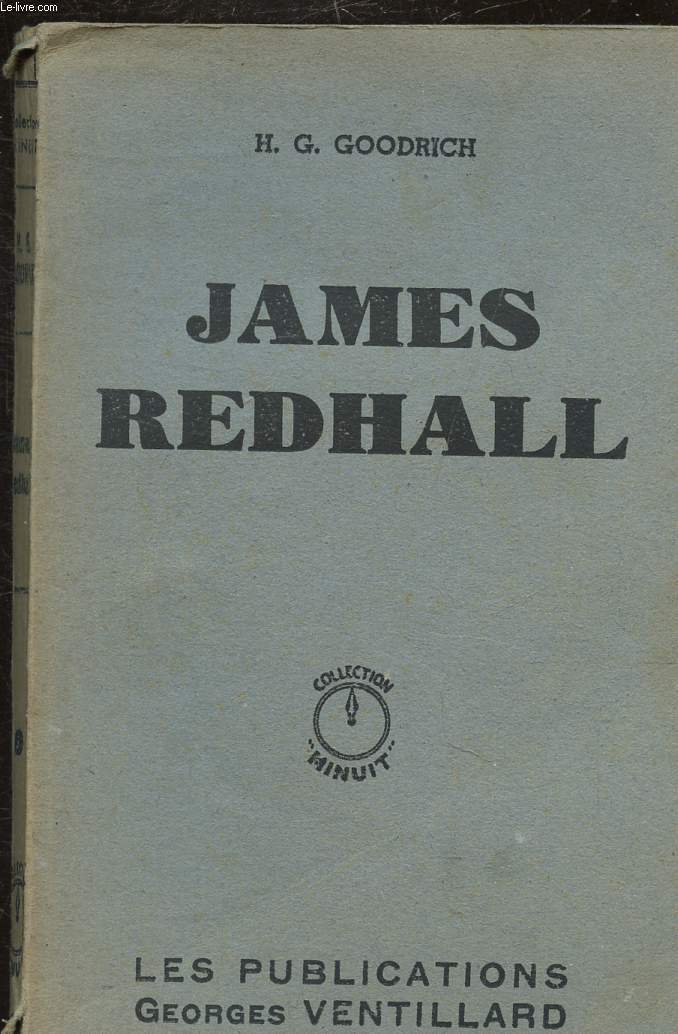 Le-livre.com
H. G. GOODRICH
JAMES
REDHALL
COLLECTION
"MINUIT"
LES PUBLICATIONS
GEORGES VENTILLARD